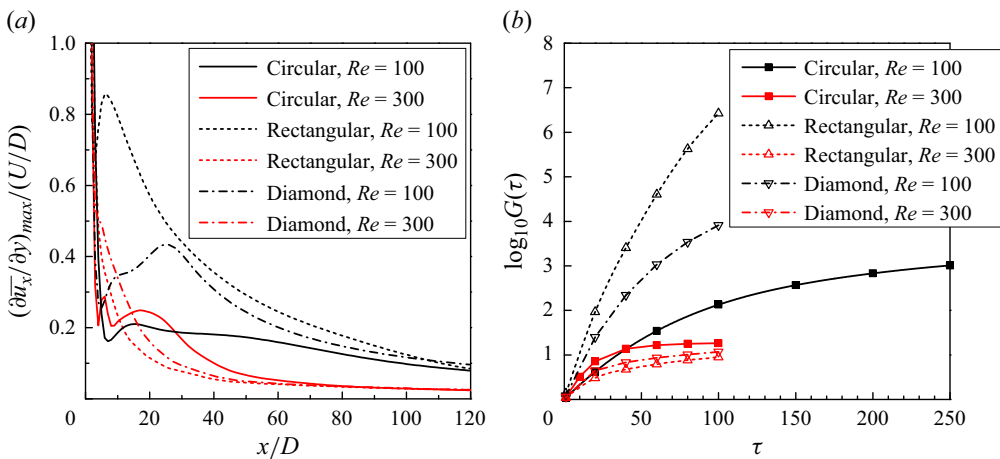 (a)
(∂u̅ₓ/∂y)max/(U/D)
1.0
0.8
0.6
0.4
0.2
0
20
40
60
80
100
120
x/D
Circular, Re = 100
Circular, Re = 300
Rectangular, Re = 100
Rectangular, Re = 300
Diamond, Re = 100
Diamond, Re = 300
(b)
log₁₀G(τ)
8
7
6
5
4
3
2
1
0
50
100
150
200
250
τ
Circular, Re = 100
Circular, Re = 300
Rectangular, Re = 100
Rectangular, Re = 300
Diamond, Re = 100
Diamond, Re = 300